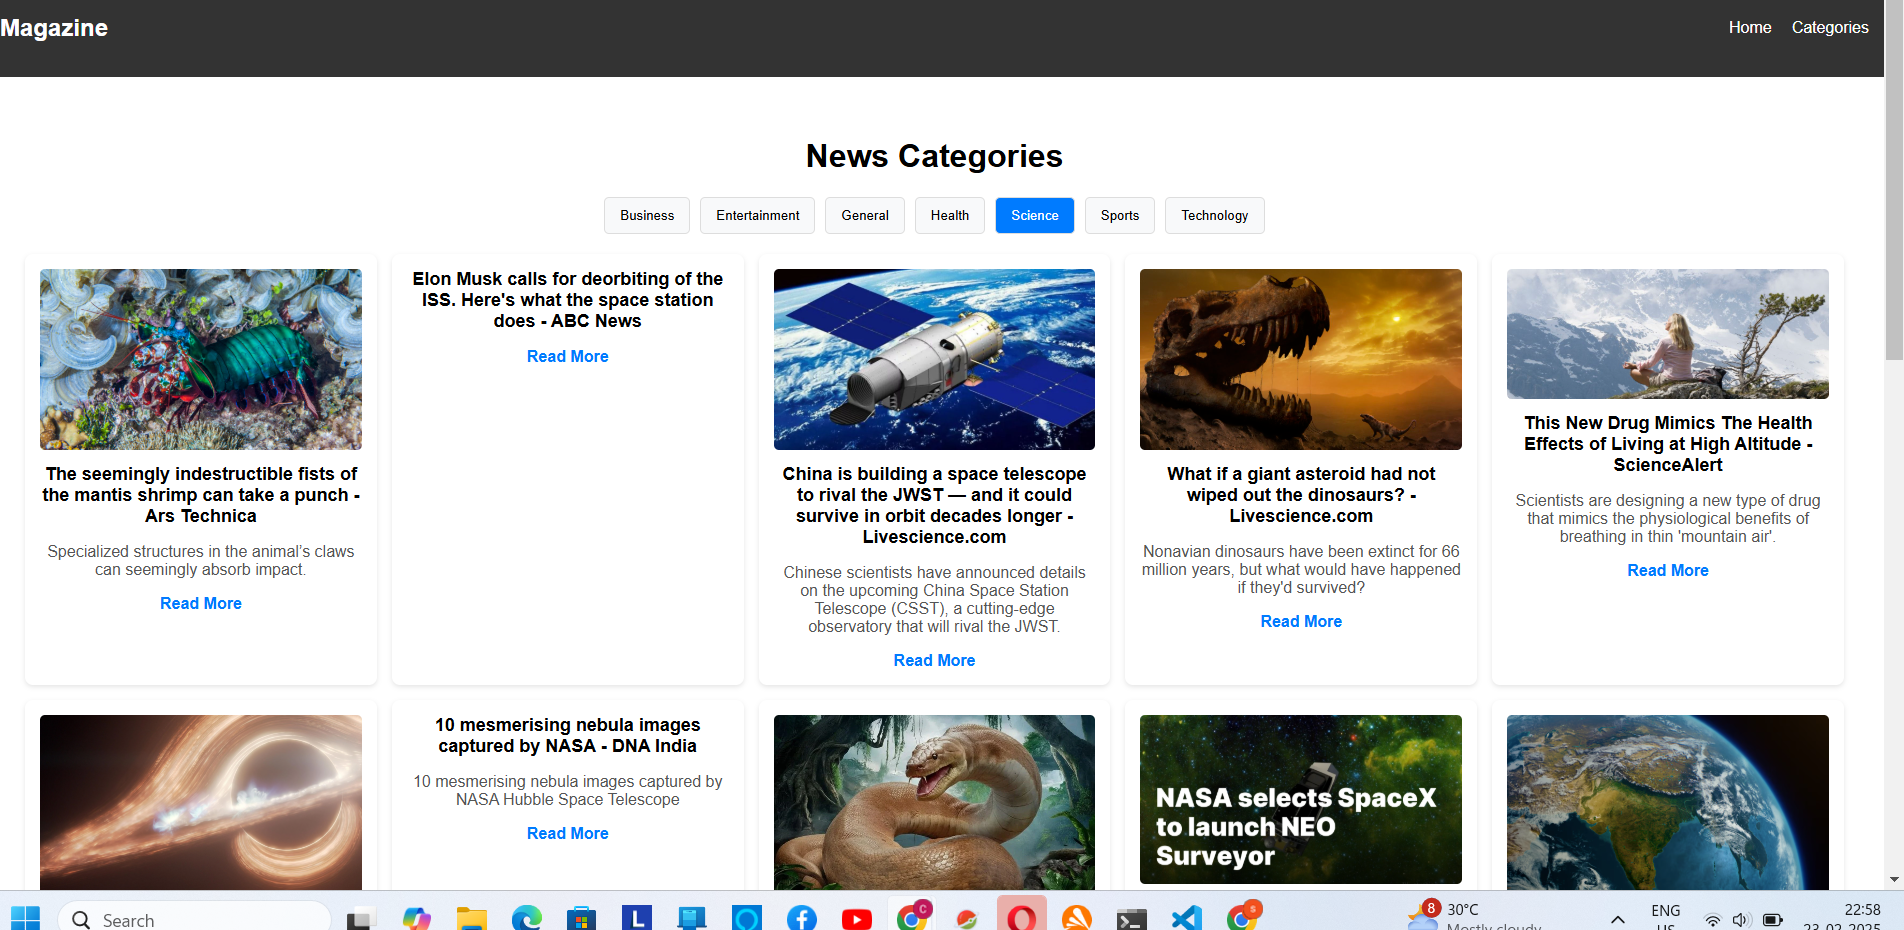 Magazine
Home
Categories
News Categories
Business
Entertainment
General
Health
Science
Sports
Technology
The seemingly indestructible fists of
the mantis shrimp can take a punch -
Ars Technica
Specialized structures in the animal's claws
can seemingly absorb impact.
Read More
Elon Musk calls for deorbiting of the
ISS. Here's what the space station
does - ABC News
Read More
China is building a space telescope
to rival the JWST — and it could
survive in orbit decades longer -
Livescience.com
Chinese scientists have announced details
on the upcoming China Space Station
Telescope (CSST), a cutting-edge
observatory that will rival the JWST.
Read More
What if a giant asteroid had not
wiped out the dinosaurs? -
Livescience.com
Nonavian dinosaurs have been extinct for 66
million years, but what would have happened
if they'd survived?
Read More
This New Drug Mimics The Health
Effects of Living at High Altitude -
ScienceAlert
Scientists are designing a new type of drug
that mimics the physiological benefits of
breathing in thin 'mountain air'.
Read More
10 mesmerising nebula images
captured by NASA - DNA India
10 mesmerising nebula images captured by
NASA Hubble Space Telescope
Read More
NASA selects SpaceX
to launch NEO
Surveyor
Search
L
C
S
8
30°C
Mostly cloudy
ENG
US
22:58
23-02-2025